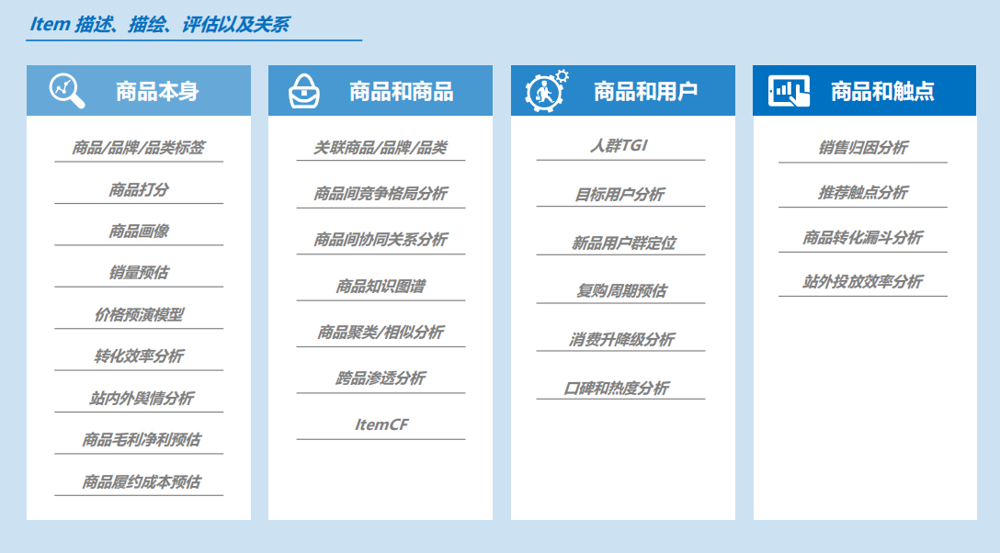 Item 描述、描绘、评估以及关系
商品本身
商品/品牌/品类标签
商品打分
商品画像
销量预估
价格预演模型
转化效率分析
站内外舆情分析
商品毛利净利预估
商品履约成本预估
商品和商品
关联商品/品牌/品类
商品间竞争格局分析
商品间协同关系分析
商品知识图谱
商品聚类/相似分析
跨品渗透分析
ItemCF
商品和用户
人群TGI
目标用户分析
新品用户群定位
复购周期预估
消费升降级分析
口碑和热度分析
商品和触点
销售归因分析
推荐触点分析
商品转化漏斗分析
站外投放效率分析